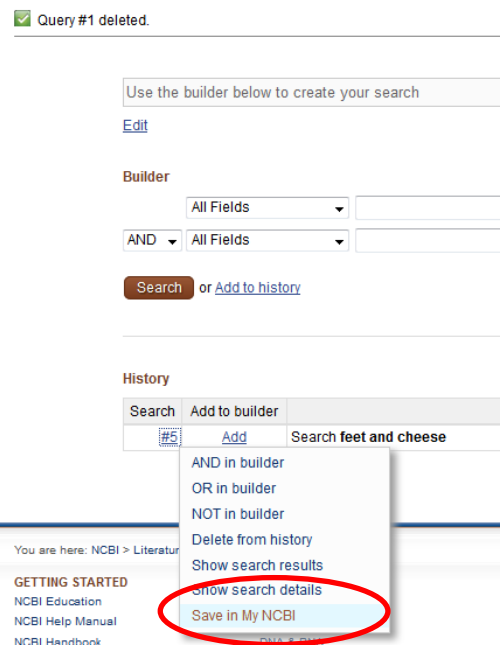 Query #1 deleted.
Use the builder below to create your search
Edit
Builder
All Fields
AND All Fields
Search or Add to history
History
Search Add to builder
#5 Add Search feet and cheese
AND in builder
OR in builder
NOT in builder
Delete from history
Show search results
Show search details
Save in My NCBI
You are here: NCBI > Literatur
GETTING STARTED
NCBI Education
NCBI Help Manual
NCBI Handbook